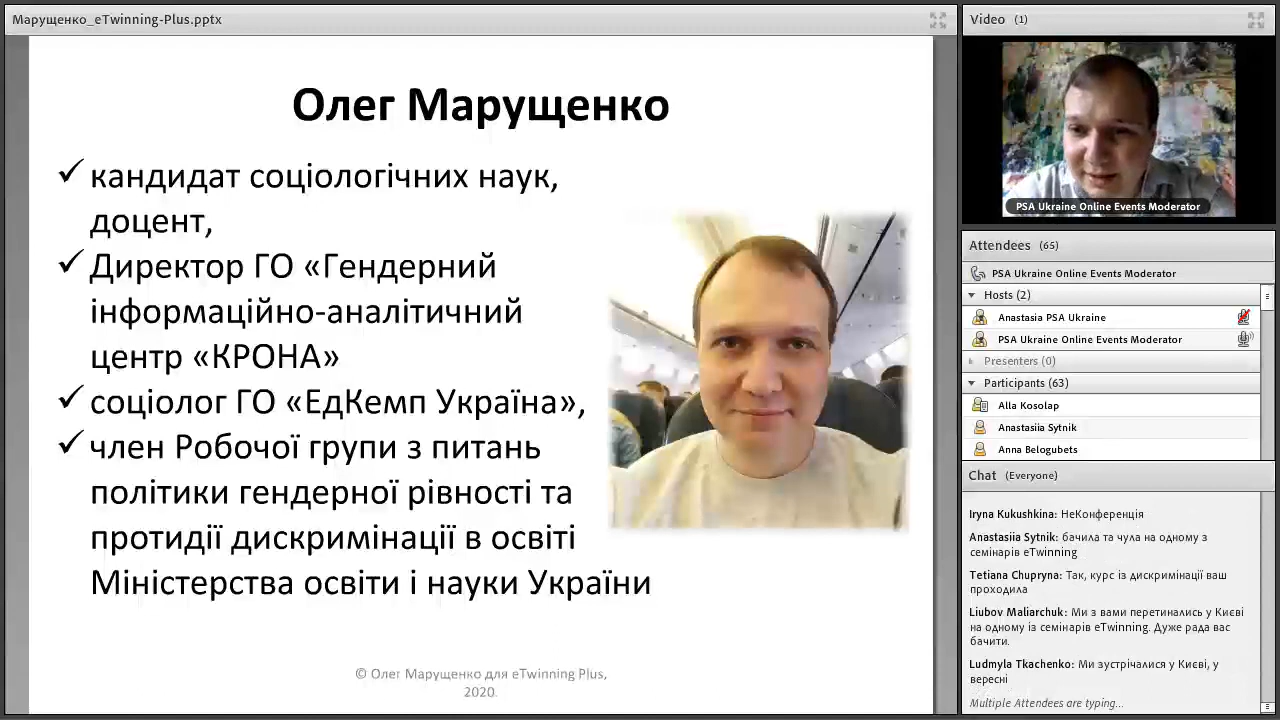 Марущенко_eTwinning-Plus.pptx
Олег Марущенко
✓ кандидат соціологічних наук,
доцент,
✓ Директор ГО «Гендерний
інформаційно-аналітичний
центр «КРОНА»
✓ соціолог ГО «ЕдКемп Україна»,
✓ член Робочої групи з питань
політики гендерної рівності та
протидії дискримінації в освіті
Міністерства освіти і науки України
© Олег Марущенко для eTwinning Plus,
2020.
Video (1)
PSA Ukraine Online Events Moderator
Attendees (65)
PSA Ukraine Online Events Moderator
Hosts (2)
Anastasia PSA Ukraine
PSA Ukraine Online Events Moderator
Presenters (0)
Participants (63)
Alla Kosolap
Anastasiia Sytnik
Anna Belogubets
Chat (Everyone)
Iryna Kukushkina: НеКонференція
Anastasiia Sytnik: бачила та чула на одному з
семінарів eTwinning
Tetiana Chupryna: Так, курс із дискримінації ваш
проходила
Liubov Maliarchuk: Ми з вами перетинались у Києві
на одному із семінарів eTwinning. Дуже рада вас
бачити.
Ludmyla Tkachenko: Ми зустрічалися у Києві, у
вересні
Multiple Attendees are typing...